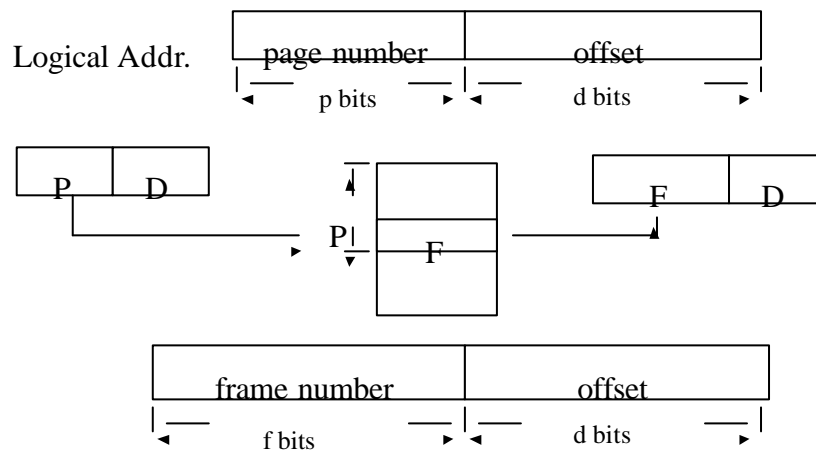 page number offset
Logical Addr.
p bits d bits
P D F D
P F
frame number offset
f bits d bits